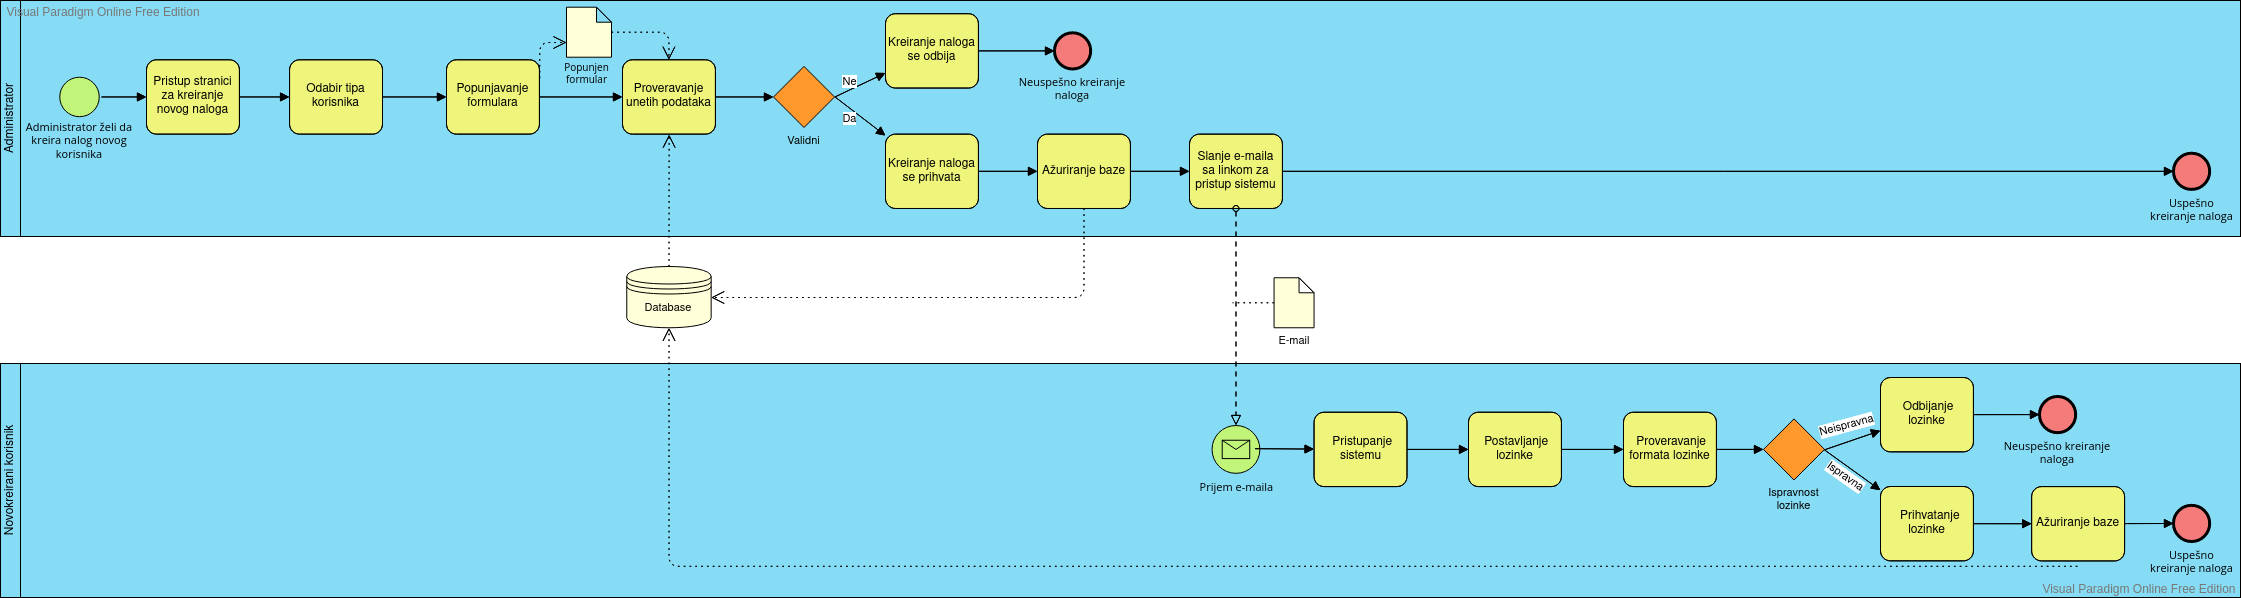 Visual Paradigm Online Free Edition
Administrator
Administrator želi da
kreira nalog novog
korisnika
Pristup stranici
za kreiranje
novog naloga
Odabir tipa
korisnika
Popunjavanje
formulara
Popunjen
formular
Proveravanje
unetih podataka
Validni
Ne
Da
Kreiranje naloga
se odbija
Neuspešno kreiranje
naloga
Kreiranje naloga
se prihvata
Ažuriranje baze
Slanje e-maila
sa linkom za
pristup sistemu
Uspešno
kreiranje naloga
Database
E-mail
Novokreirani korisnik
Prijem e-maila
Pristupanje
sistemu
Postavljanje
lozinke
Proveravanje
formata lozinke
Ispravnost
lozinke
Neispravna
Ispravna
Odbijanje
lozinke
Neuspešno kreiranje
naloga
Prihvatanje
lozinke
Ažuriranje baze
Uspešno
kreiranje naloga
Visual Paradigm Online Free Edition